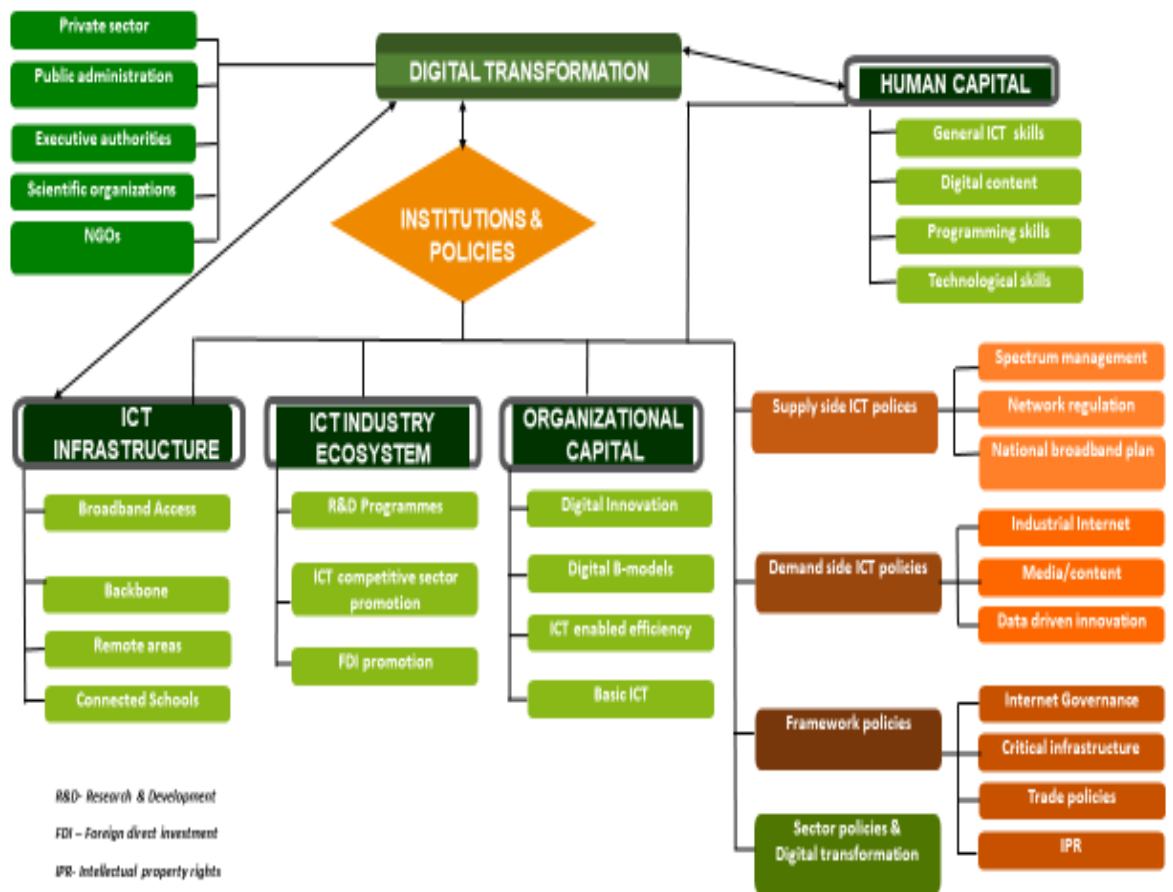 Private sector
Public administration
Executive authorities
Scientific organizations
NGOs
DIGITAL TRANSFORMATION
INSTITUTIONS &
POLICIES
HUMAN CAPITAL
General ICT skills
Digital content
Programming skills
Technological skills
ICT
INFRASTRUCTURE
Broadband Access
Backbone
Remote areas
Connected Schools
ICT INDUSTRY
ECOSYSTEM
R&D Programmes
ICT competitive sector
promotion
FDI promotion
ORGANIZATIONAL
CAPITAL
Digital Innovation
Digital B-models
ICT enabled efficiency
Basic ICT
Supply side ICT polices
Spectrum management
Network regulation
National broadband plan
Demand side ICT policies
Industrial Internet
Media/content
Data driven innovation
Framework policies
Internet Governance
Critical infrastructure
Trade policies
IPR
Sector policies &
Digital transformation
R&D- Research & Development
FDI – Foreign direct investment
IPR- Intellectual property rights